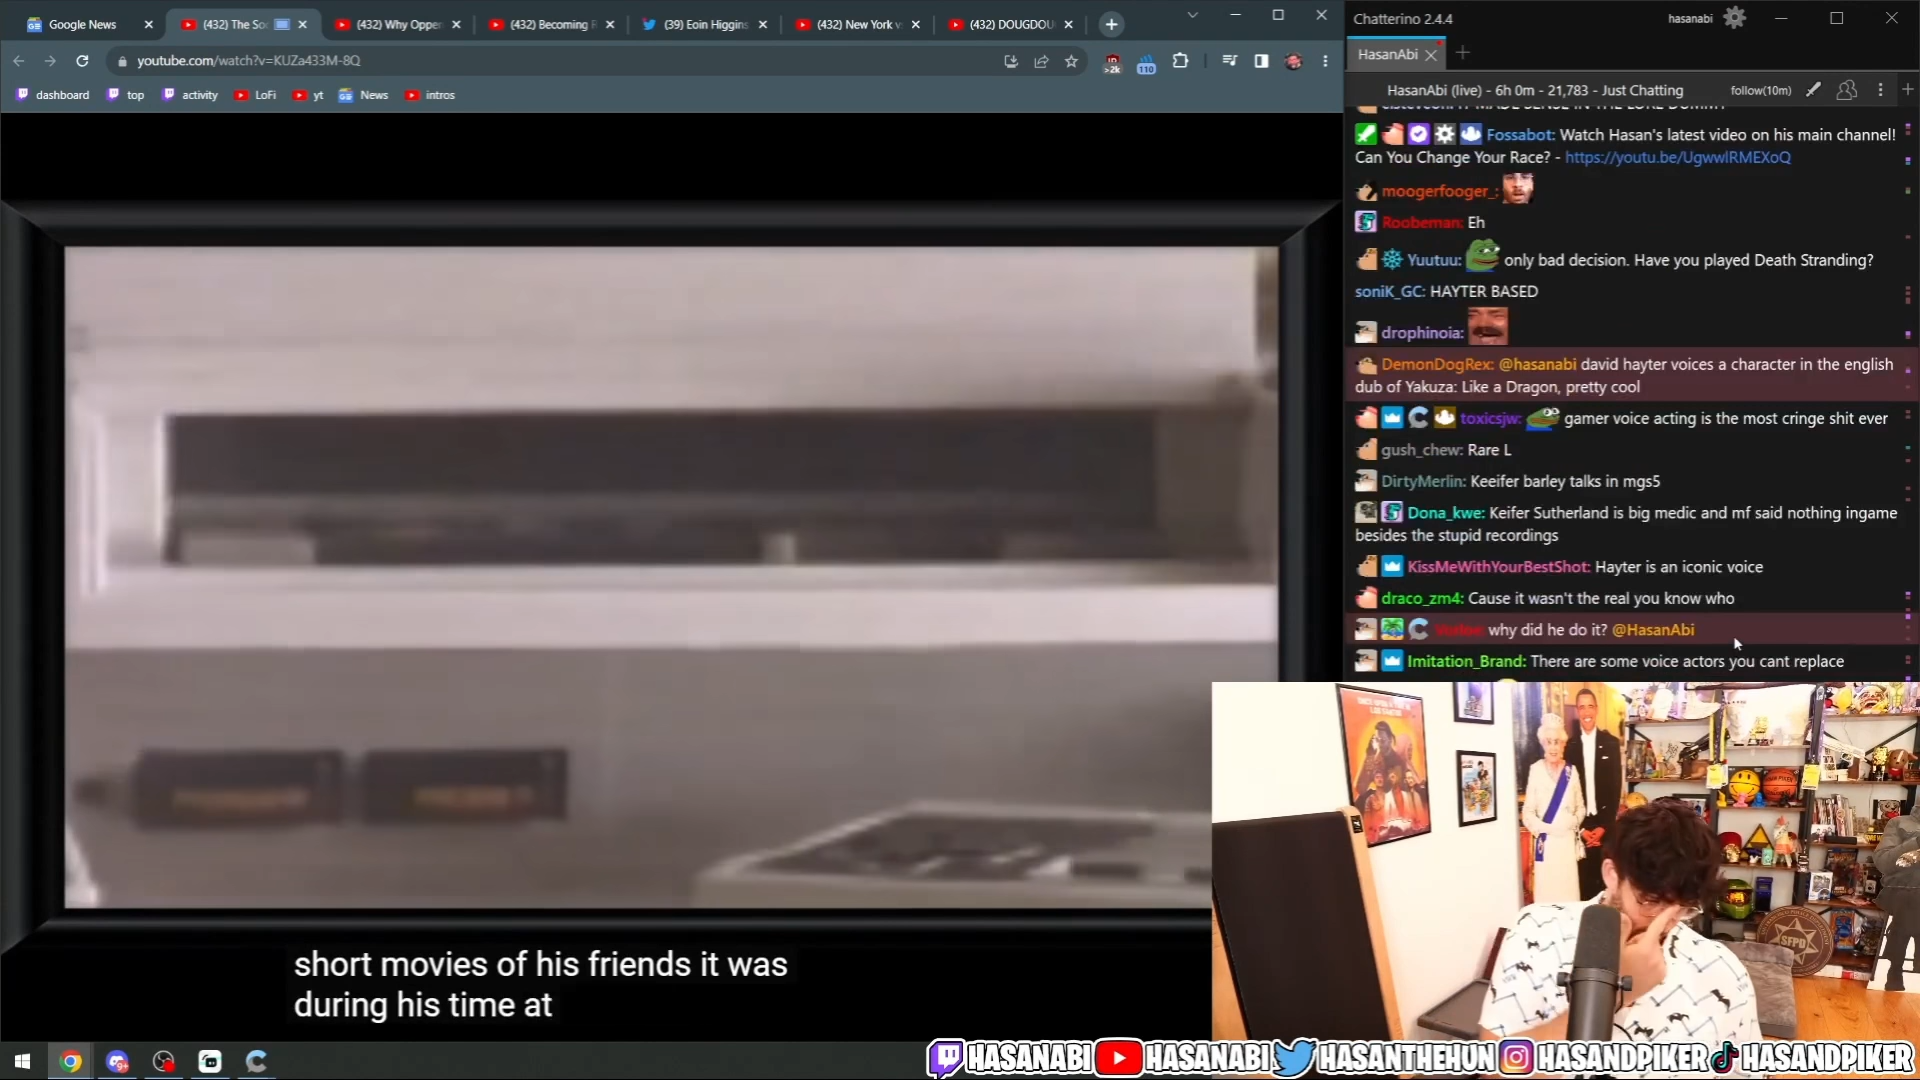 Google News
(432) The So
(432) Why Oppen
(432) Becoming F
(39) Eoin Higgins
(432) New York v
(432) DOUGDOU
youtube.com/watch?v=KUZa433M-8Q
>2k
110
dashboard
top
activity
LoFi
yt
News
intros
short movies of his friends it was
during his time at
Chatterino 2.4.4
hasanabi
HasanAbi
HasanAbi (live) - 6h 0m - 21,783 - Just Chatting
follow(10m)
Fossabot: Watch Hasan's latest video on his main channel!
Can You Change Your Race? - https://youtu.be/UgwwlRMEXoQ
moogerfooger_:
Roobeman: Eh
Yuutuu: only bad decision. Have you played Death Stranding?
soniK_GC: HAYTER BASED
drophinoia:
DemonDogRex: @hasanabi david hayter voices a character in the english
dub of Yakuza: Like a Dragon, pretty cool
toxicsjw: gamer voice acting is the most cringe shit ever
gush_chew: Rare L
DirtyMerlin: Keeifer barley talks in mgs5
Dona_kwe: Keifer Sutherland is big medic and mf said nothing ingame
besides the stupid recordings
KissMeWithYourBestShot: Hayter is an iconic voice
draco_zm4: Cause it wasn't the real you know who
why did he do it? @HasanAbi
Imitation_Brand: There are some voice actors you cant replace
SFPD
HASANABI HASANABI HASANTHEHUN HASANDPIKER HASANDPIKER